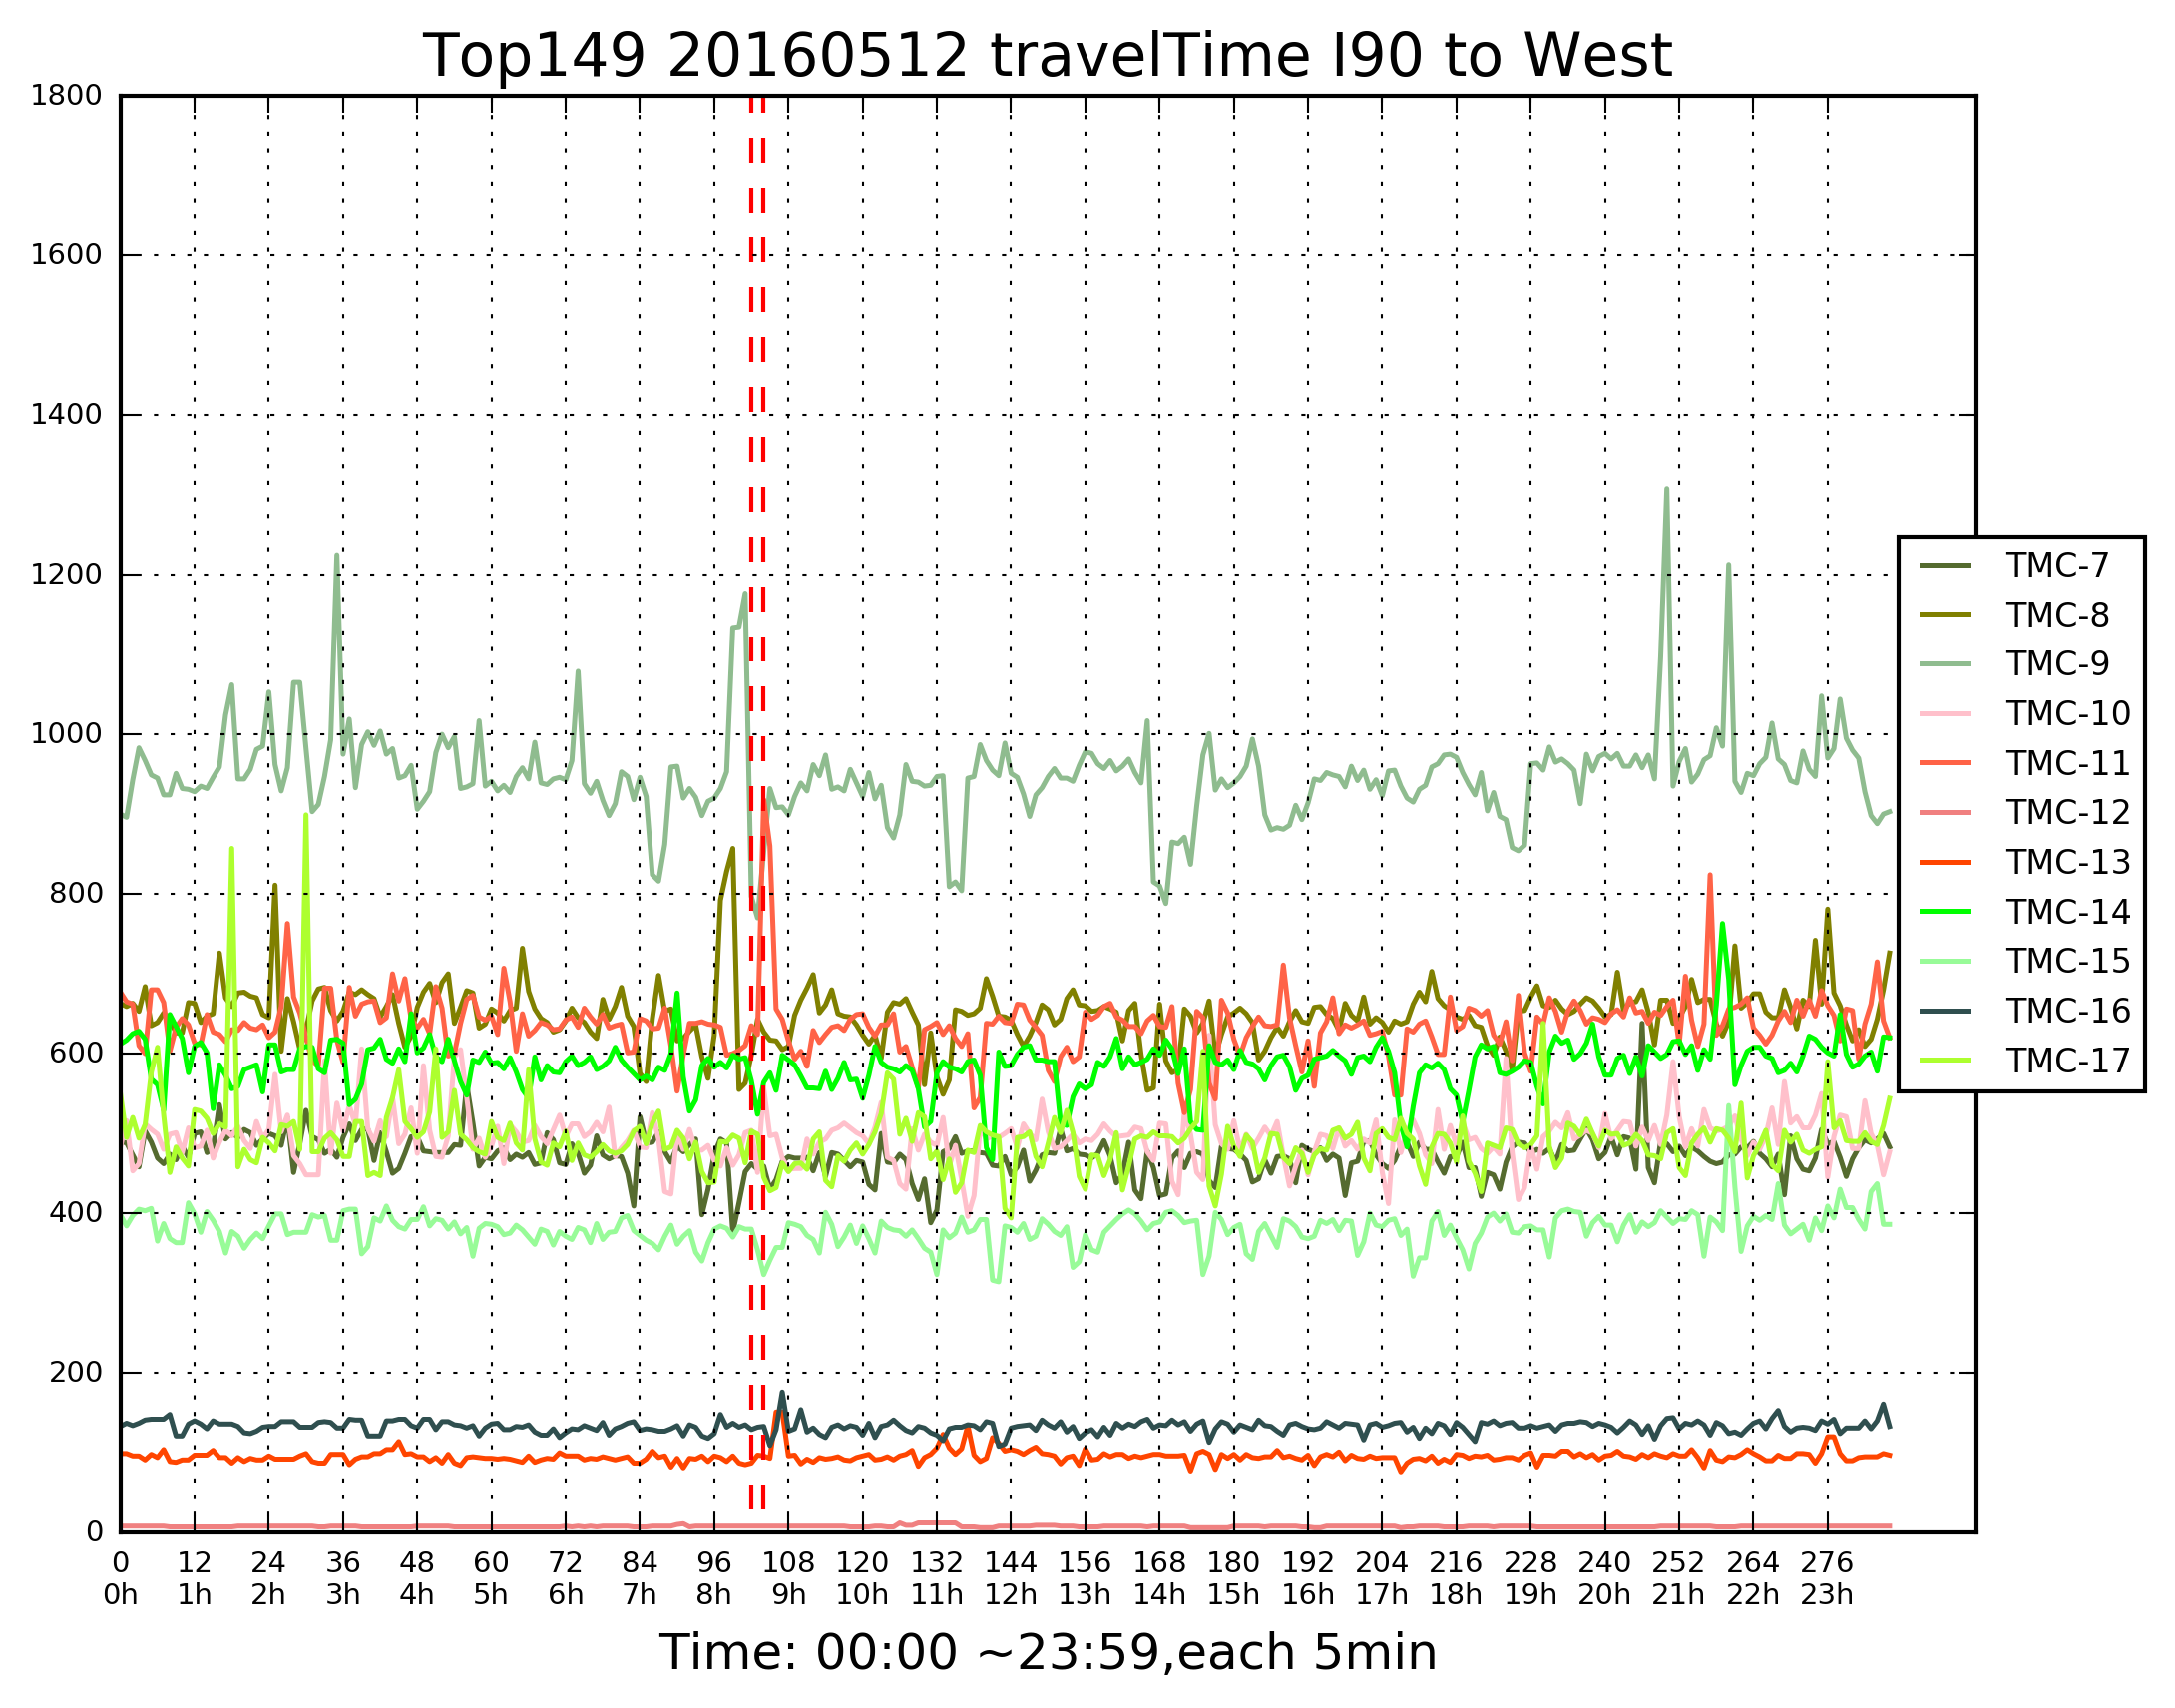 Top149 20160512 travelTime I90 to West
1800
1600
1400
1200
1000
800
600
400
200
0
TMC-7
TMC-8
TMC-9
TMC-10
TMC-11
TMC-12
TMC-13
TMC-14
TMC-15
TMC-16
TMC-17
0 12 24 36 48 60 72 84 96 108 120 132 144 156 168 180 192 204 216 228 240 252 264 276
0h 1h 2h 3h 4h 5h 6h 7h 8h 9h 10h 11h 12h 13h 14h 15h 16h 17h 18h 19h 20h 21h 22h 23h
Time: 00:00 ~23:59,each 5min